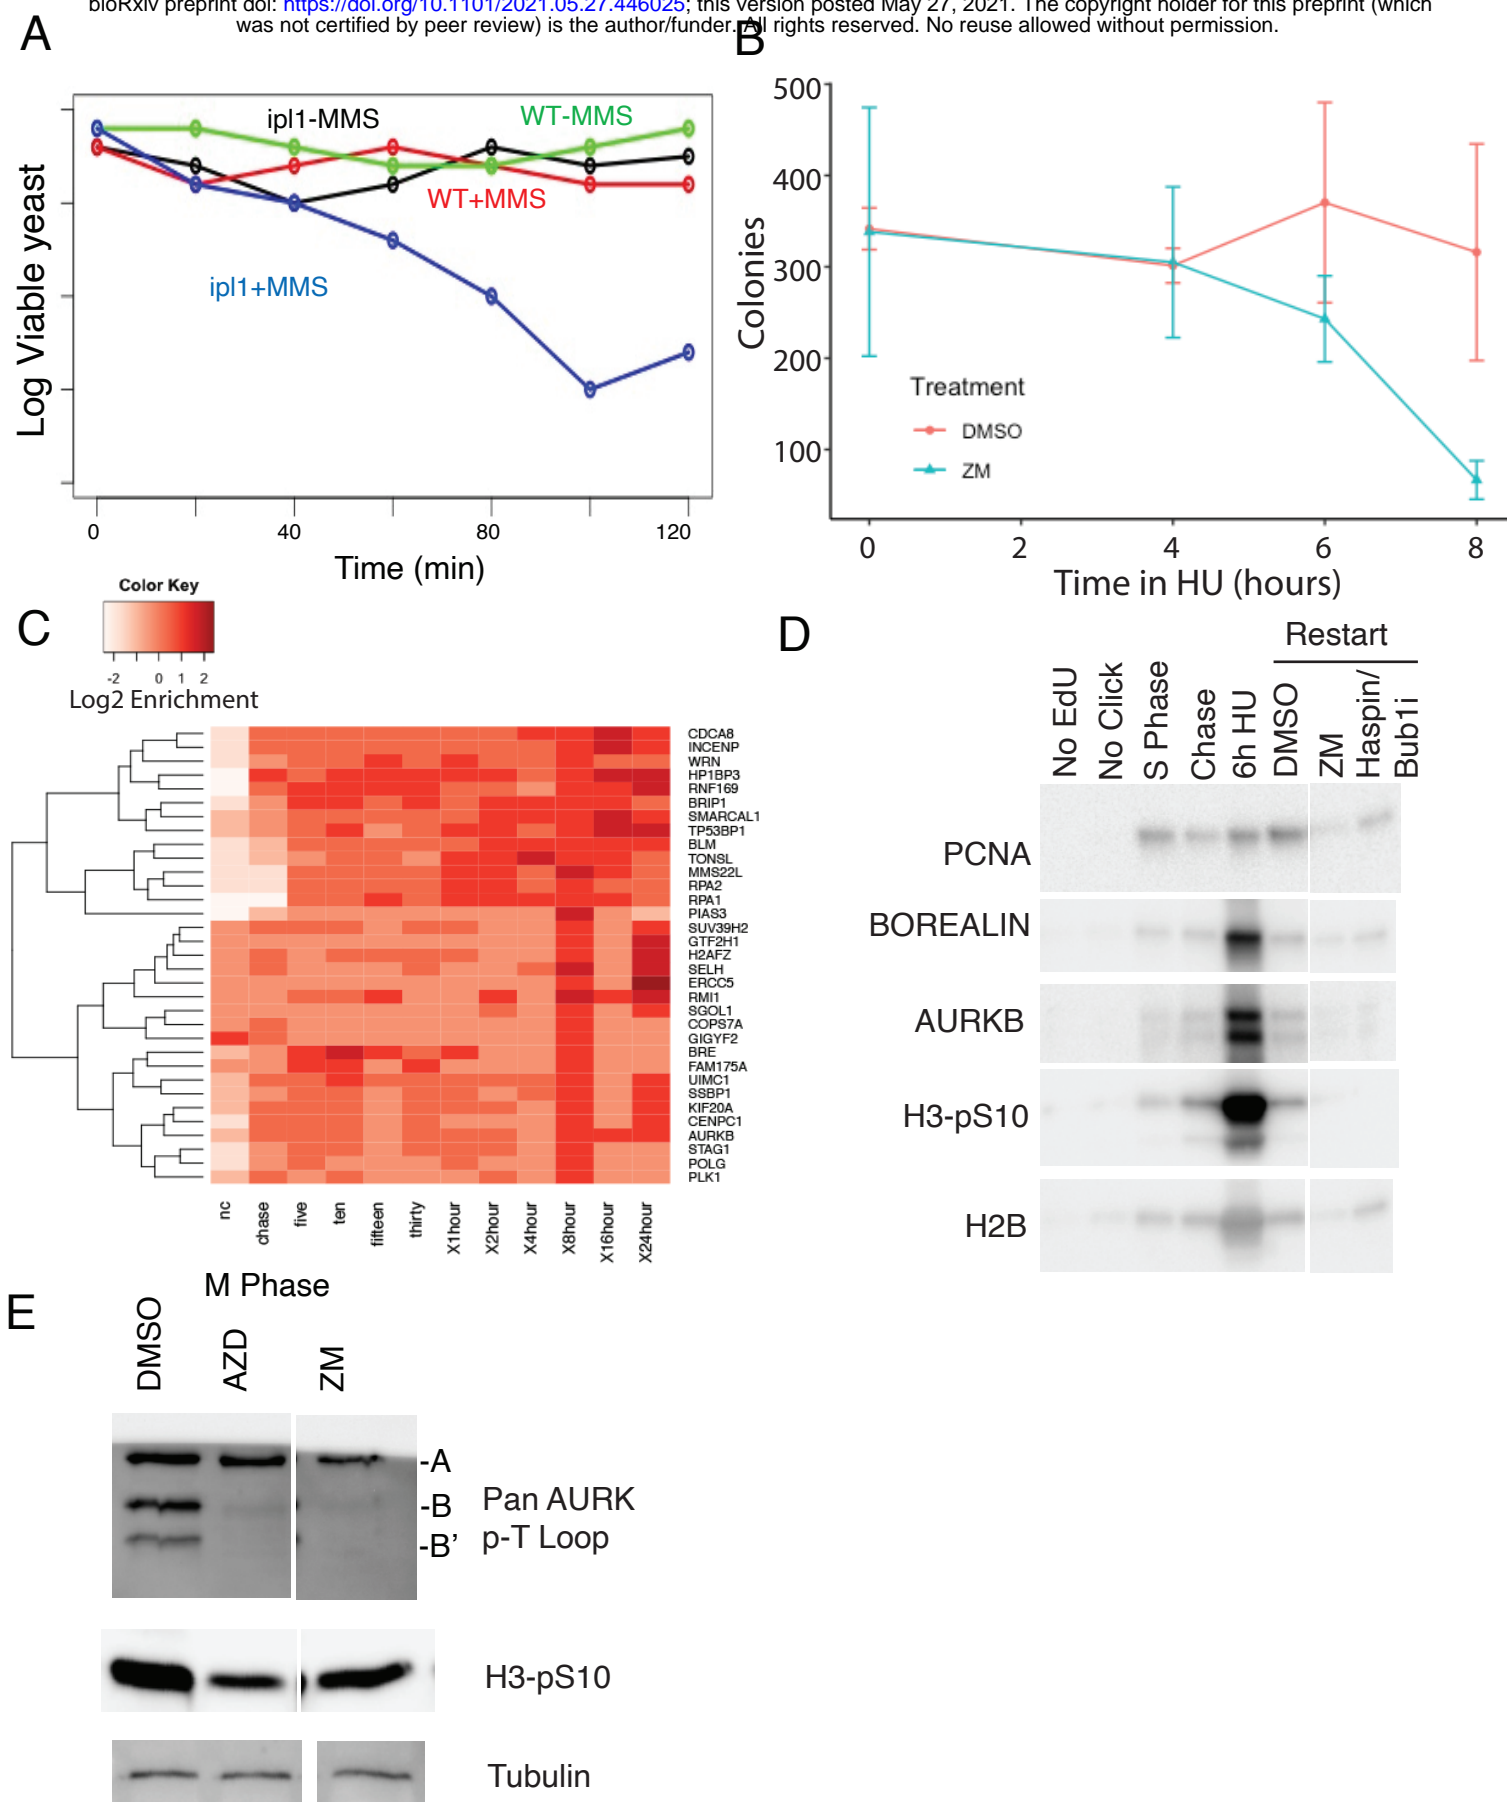 bioRxiv preprint doi: https://doi.org/10.1101/2021.05.27.446025; this version posted May 27, 2021. The copyright holder for this preprint (which
was not certified by peer review) is the author/funder. All rights reserved. No reuse allowed without permission.
A
ipl1-MMS
WT-MMS
WT+MMS
ipl1+MMS
Log Viable yeast
0
40
80
120
Time (min)
B
500
400
300
200
100
Colonies
Treatment
DMSO
ZM
0
2
4
6
8
Time in HU (hours)
C
Color Key
-2
0
1
2
Log2 Enrichment
CDCA8
INCENP
WRN
HP1BP3
RNF169
BRIP1
SMARCAL1
TP53BP1
BLM
TONSL
MMS22L
RPA2
RPA1
PIAS3
SUV39H2
GTF2H1
H2AFZ
SELH
ERCC5
RMI1
SGOL1
COPS7A
GIGYF2
BRE
FAM175A
UIMC1
SSBP1
KIF20A
CENPC1
AURKB
STAG1
POLG
PLK1
nc
chase
five
ten
fifteen
thirty
X1hour
X2hour
X4hour
X8hour
X16hour
X24hour
D
Restart
No EdU
No Click
S Phase
Chase
6h HU
DMSO
ZM
Haspin/
Bub1i
PCNA
BOREALIN
AURKB
H3-pS10
H2B
E
M Phase
DMSO
AZD
ZM
-A
-B
-B’
Pan AURK
p-T Loop
H3-pS10
Tubulin